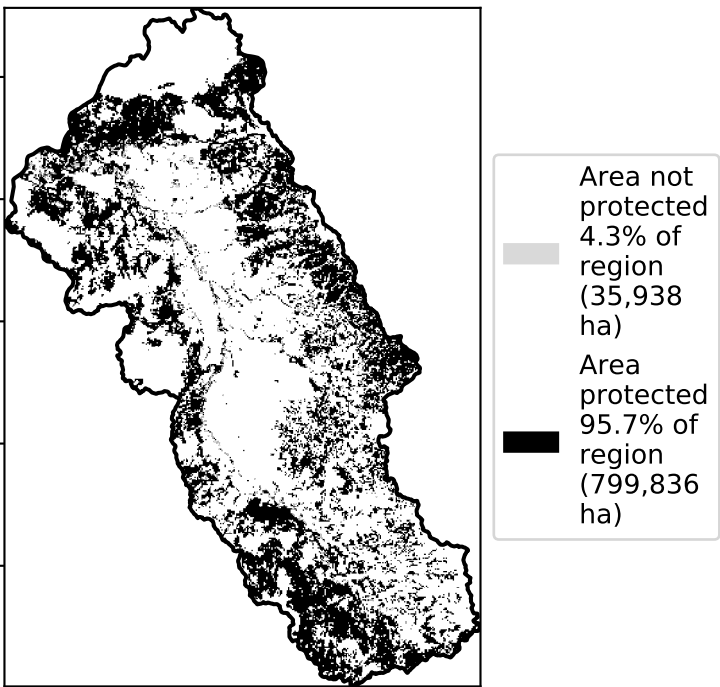 Area not
protected
4.3% of
region
(35,938
ha)
Area
protected
95.7% of
region
(799,836
ha)